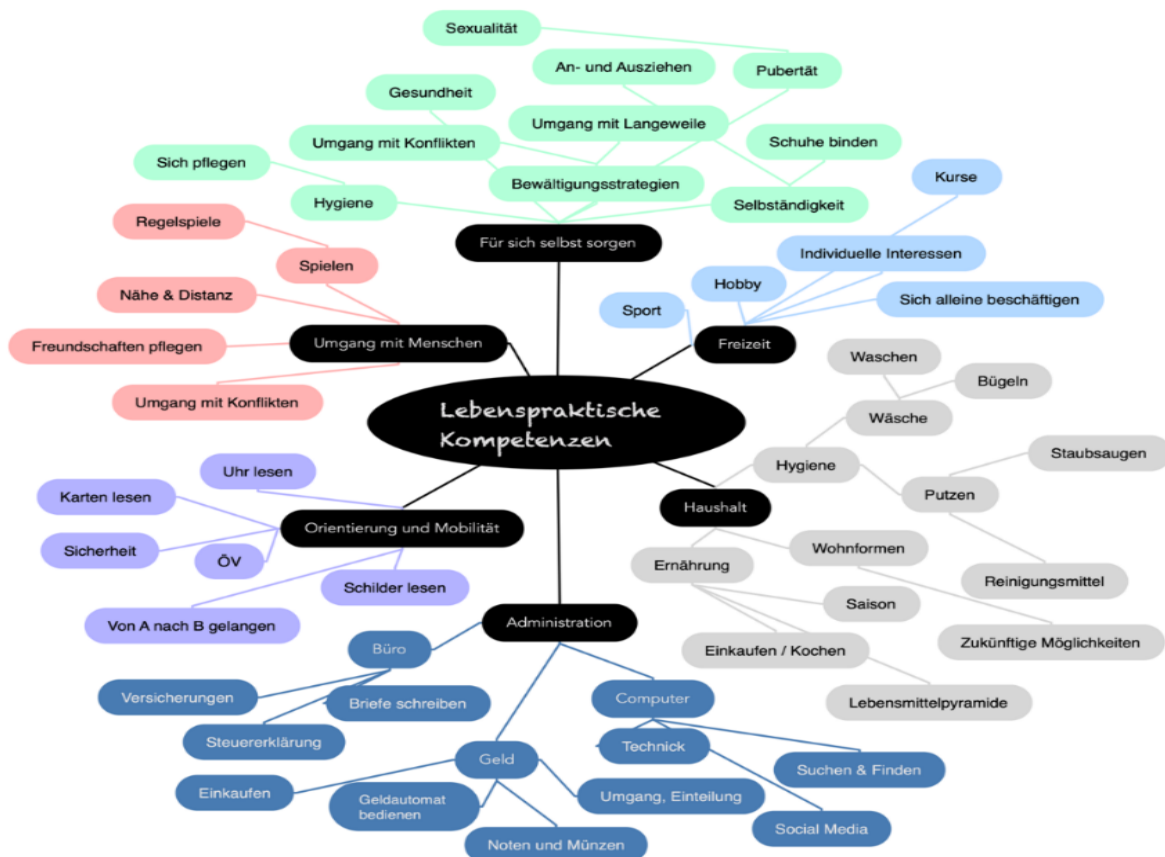 Sexualität
An- und Ausziehen
Pubertät
Gesundheit
Umgang mit Langeweile
Umgang mit Konflikten
Schuhe binden
Sich pflegen
Bewältigungsstrategien
Kurse
Hygiene
Selbständigkeit
Regelspiele
Für sich selbst sorgen
Individuelle Interessen
Spielen
Hobby
Nähe & Distanz
Sich alleine beschäftigen
Sport
Freundschaften pflegen
Umgang mit Menschen
Freizeit
Waschen
Bügeln
Umgang mit Konflikten
Lebenspraktische
Kompetenzen
Wäsche
Staubsaugen
Uhr lesen
Hygiene
Karten lesen
Putzen
Haushalt
Orientierung und Mobilität
Sicherheit
ÖV
Wohnformen
Ernährung
Schilder lesen
Reinigungsmittel
Saison
Von A nach B gelangen
Administration
Zukünftige Möglichkeiten
Einkaufen / Kochen
Büro
Lebensmittelpyramide
Versicherungen
Briefe schreiben
Computer
Steuererklärung
Technick
Geld
Suchen & Finden
Einkaufen
Geldautomat
bedienen
Umgang, Einteilung
Social Media
Noten und Münzen